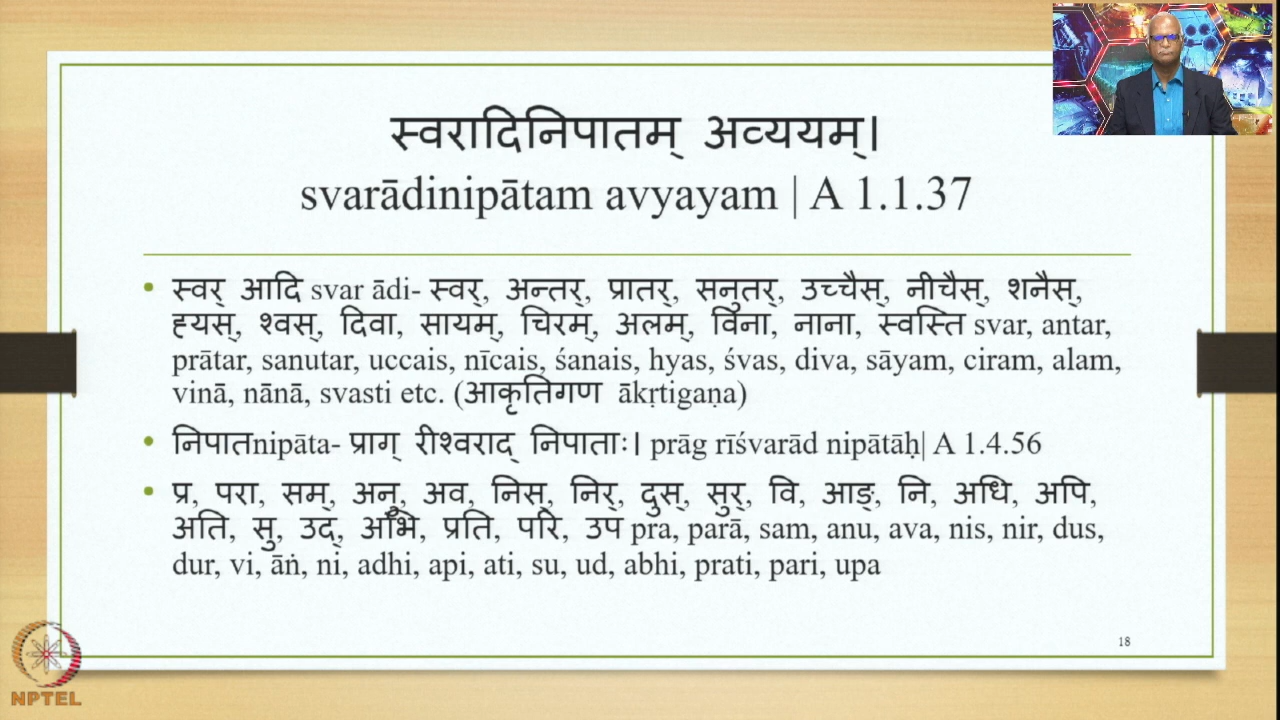 स्वरादिनिपातम् अव्ययम्।
svarādinipātam avyayam | A 1.1.37
• स्वर् आदि svar ādi- स्वर्, अन्तर्, प्रातर्, सनुतर्, उच्चैस्, नीचैस्, शनैस्,
ह्यस्, श्वस्, दिवा, सायम्, चिरम्, अलम्, विना, नाना, स्वस्ति svar, antar,
prātar, sanutar, uccais, nīcais, śanais, hyas, śvas, diva, sāyam, ciram, alam,
vinā, nānā, svasti etc. (आकृतिगण ākṛtigaṇa)
• निपातnipāta- प्राग् रीश्वराद् निपाताः। prāg rīśvarād nipātāḥ| A 1.4.56
• प्र, परा, सम्, अनु, अव, निस्, निर्, दुस्, सुर्, वि, आङ्, नि, अधि, अपि,
अति, सु, उद्, अभि, प्रति, परि, उप pra, parā, sam, anu, ava, nis, nir, dus,
dur, vi, āṅ, ni, adhi, api, ati, su, ud, abhi, prati, pari, upa
18
NPTEL